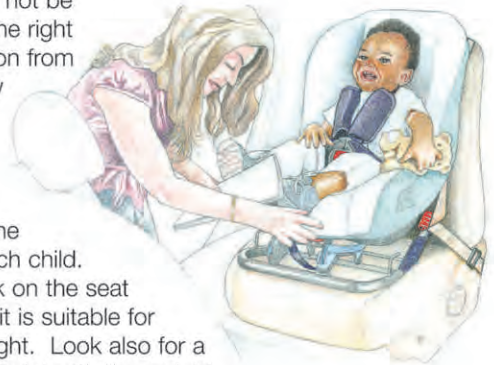 not be
he right
on from
ne
ch child.
k on the seat
it is suitable for
ght. Look also for a